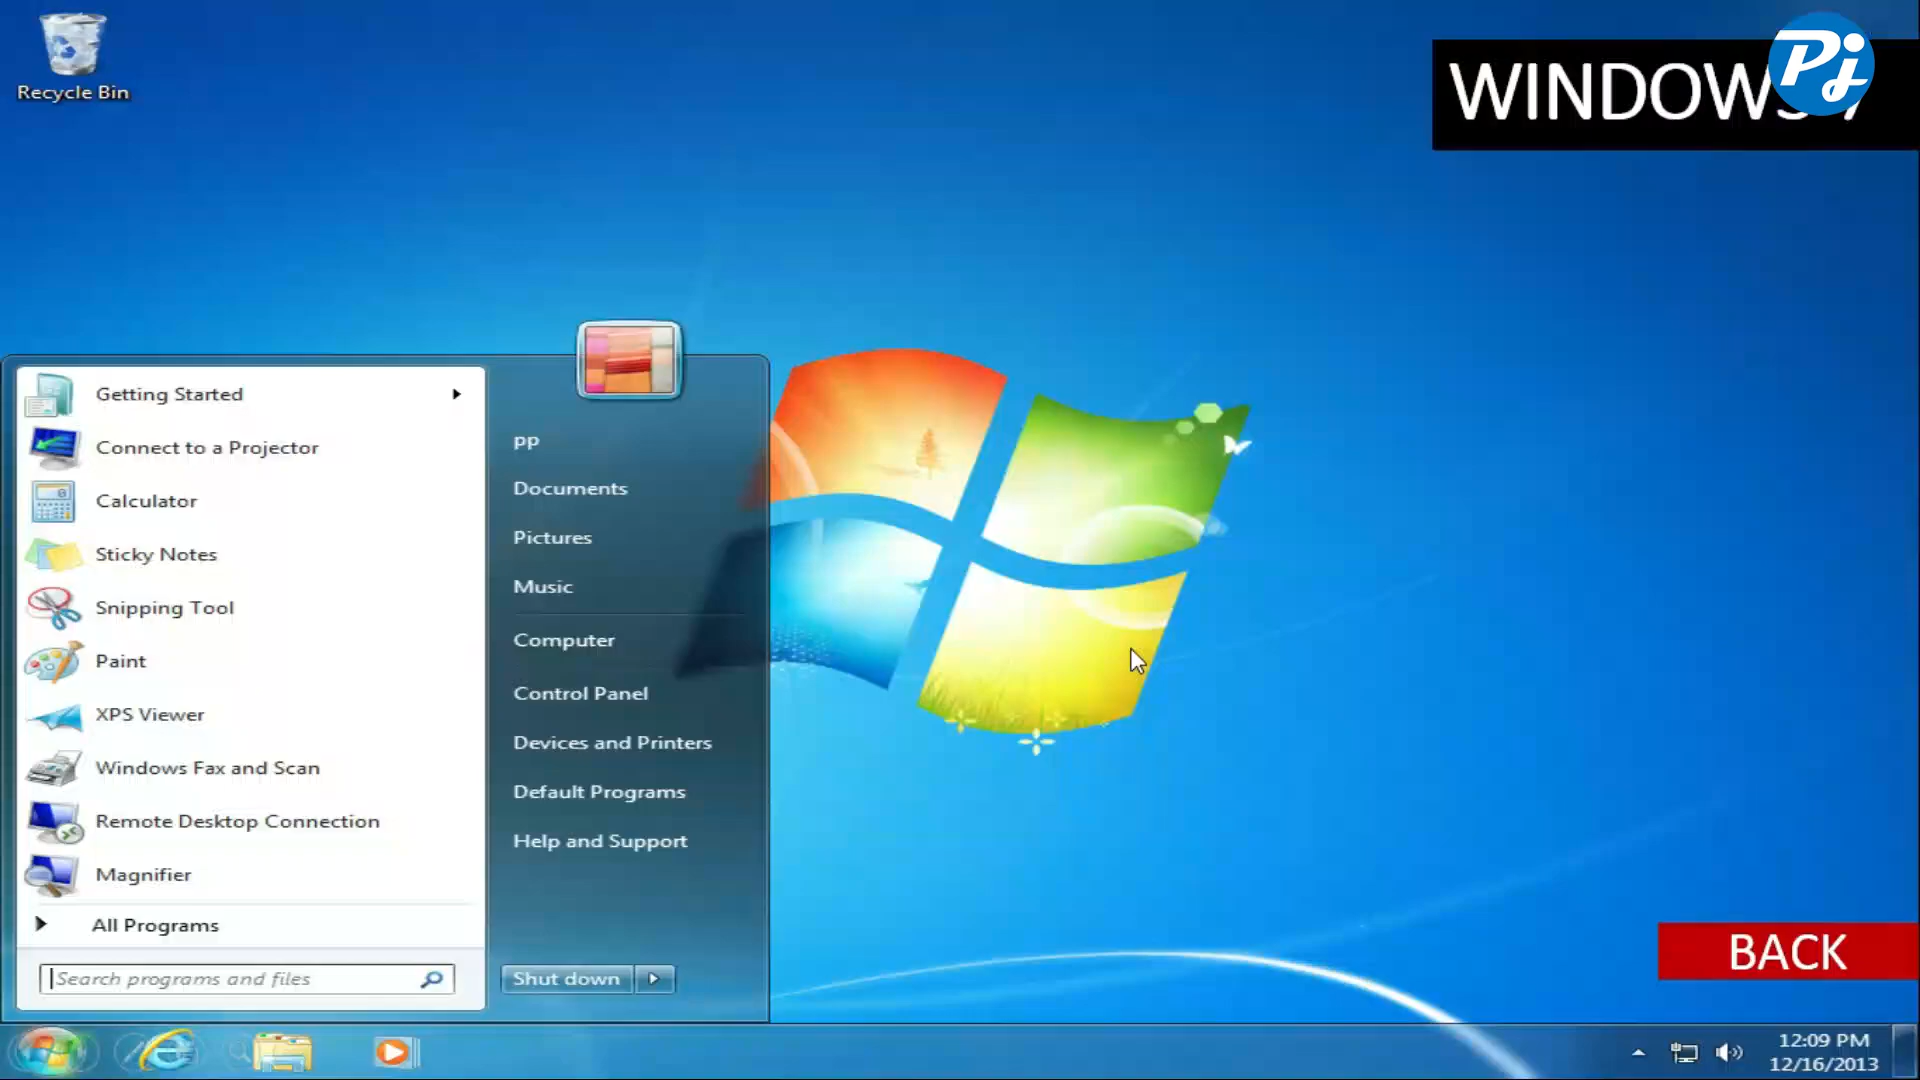 Recycle Bin
WINDOWS 7
Pj
Getting Started
Connect to a Projector
Calculator
Sticky Notes
Snipping Tool
Paint
XPS Viewer
Windows Fax and Scan
Remote Desktop Connection
Magnifier
All Programs
Search programs and files
pp
Documents
Pictures
Music
Computer
Control Panel
Devices and Printers
Default Programs
Help and Support
Shut down
BACK
12:09 PM
12/16/2013